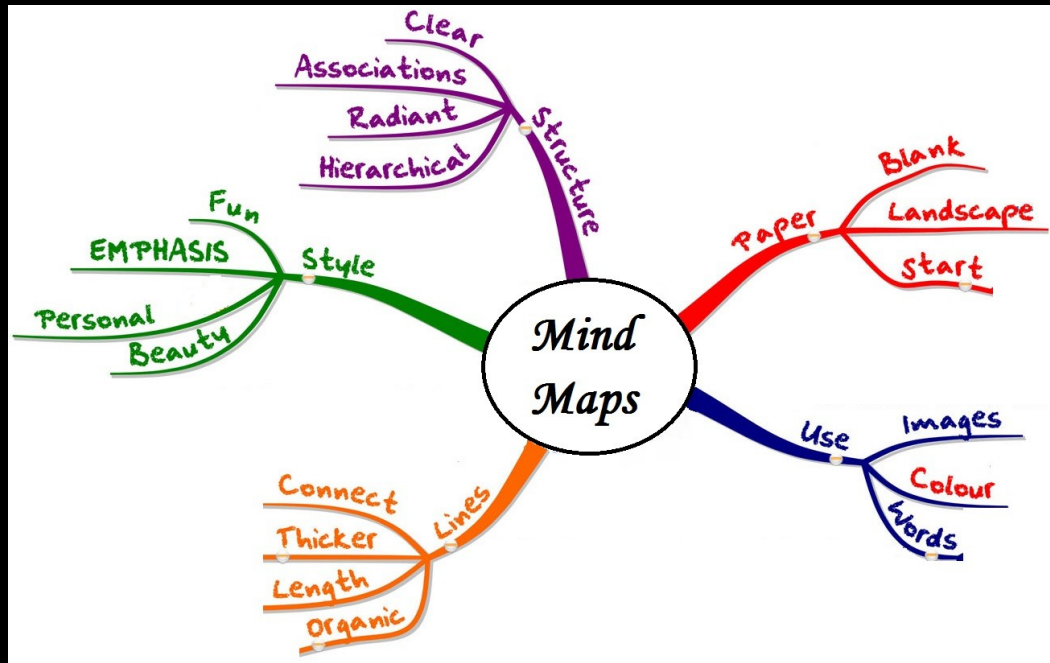 Mind
Maps
Structure
Clear
Associations
Radiant
Hierarchical
Paper
Blank
Landscape
Start
Use
Images
Colour
Words
Lines
Connect
Thicker
Length
Organic
Style
Fun
EMPHASIS
Personal
Beauty